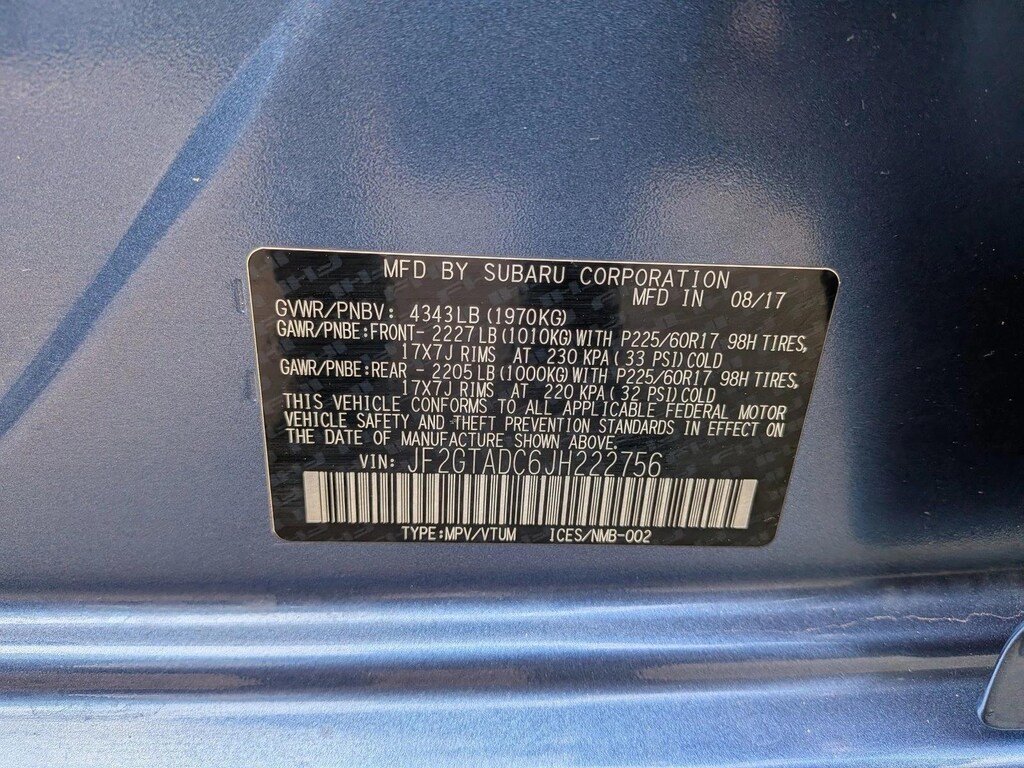 MFD BY SUBARU CORPORATION
MFD IN 08/17
GVWR/PNBV: 4343LB (1970KG)
GAWR/PNBE:FRONT- 2227LB (1010KG) WITH P225/60R17 98H TIRES,
17X7J RIMS AT 230 KPA ( 33 PSI) COLD
GAWR/PNBE:REAR - 2205LB (1000KG) WITH P225/60R17 98H TIRES,
17X7J RIMS AT 220 KPA ( 32 PSI) COLD
THIS VEHICLE CONFORMS TO ALL APPLICABLE FEDERAL MOTOR
VEHICLE SAFETY AND THEFT PREVENTION STANDARDS IN EFFECT ON
THE DATE OF MANUFACTURE SHOWN ABOVE.
VIN: JF2GTADC6JH222756
TYPE:MPV/VTUM ICES/NMB-002